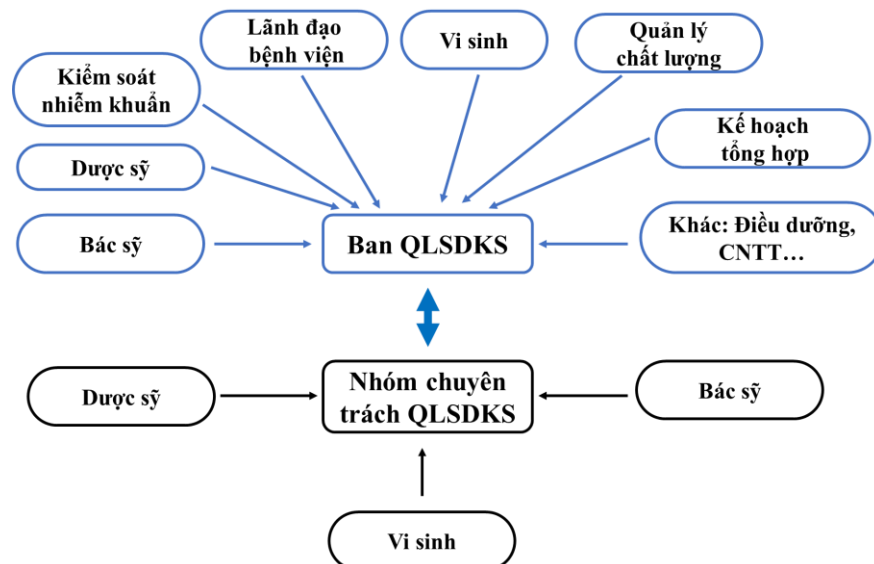 Lãnh đạo
bệnh viện
Vi sinh
Quản lý
chất lượng
Kiểm soát
nhiễm khuẩn
Kế hoạch
tổng hợp
Dược sỹ
Bác sỹ
Ban QLSDKS
Khác: Điều dưỡng,
CNTT…
Dược sỹ
Nhóm chuyên
trách QLSDKS
Bác sỹ
Vi sinh